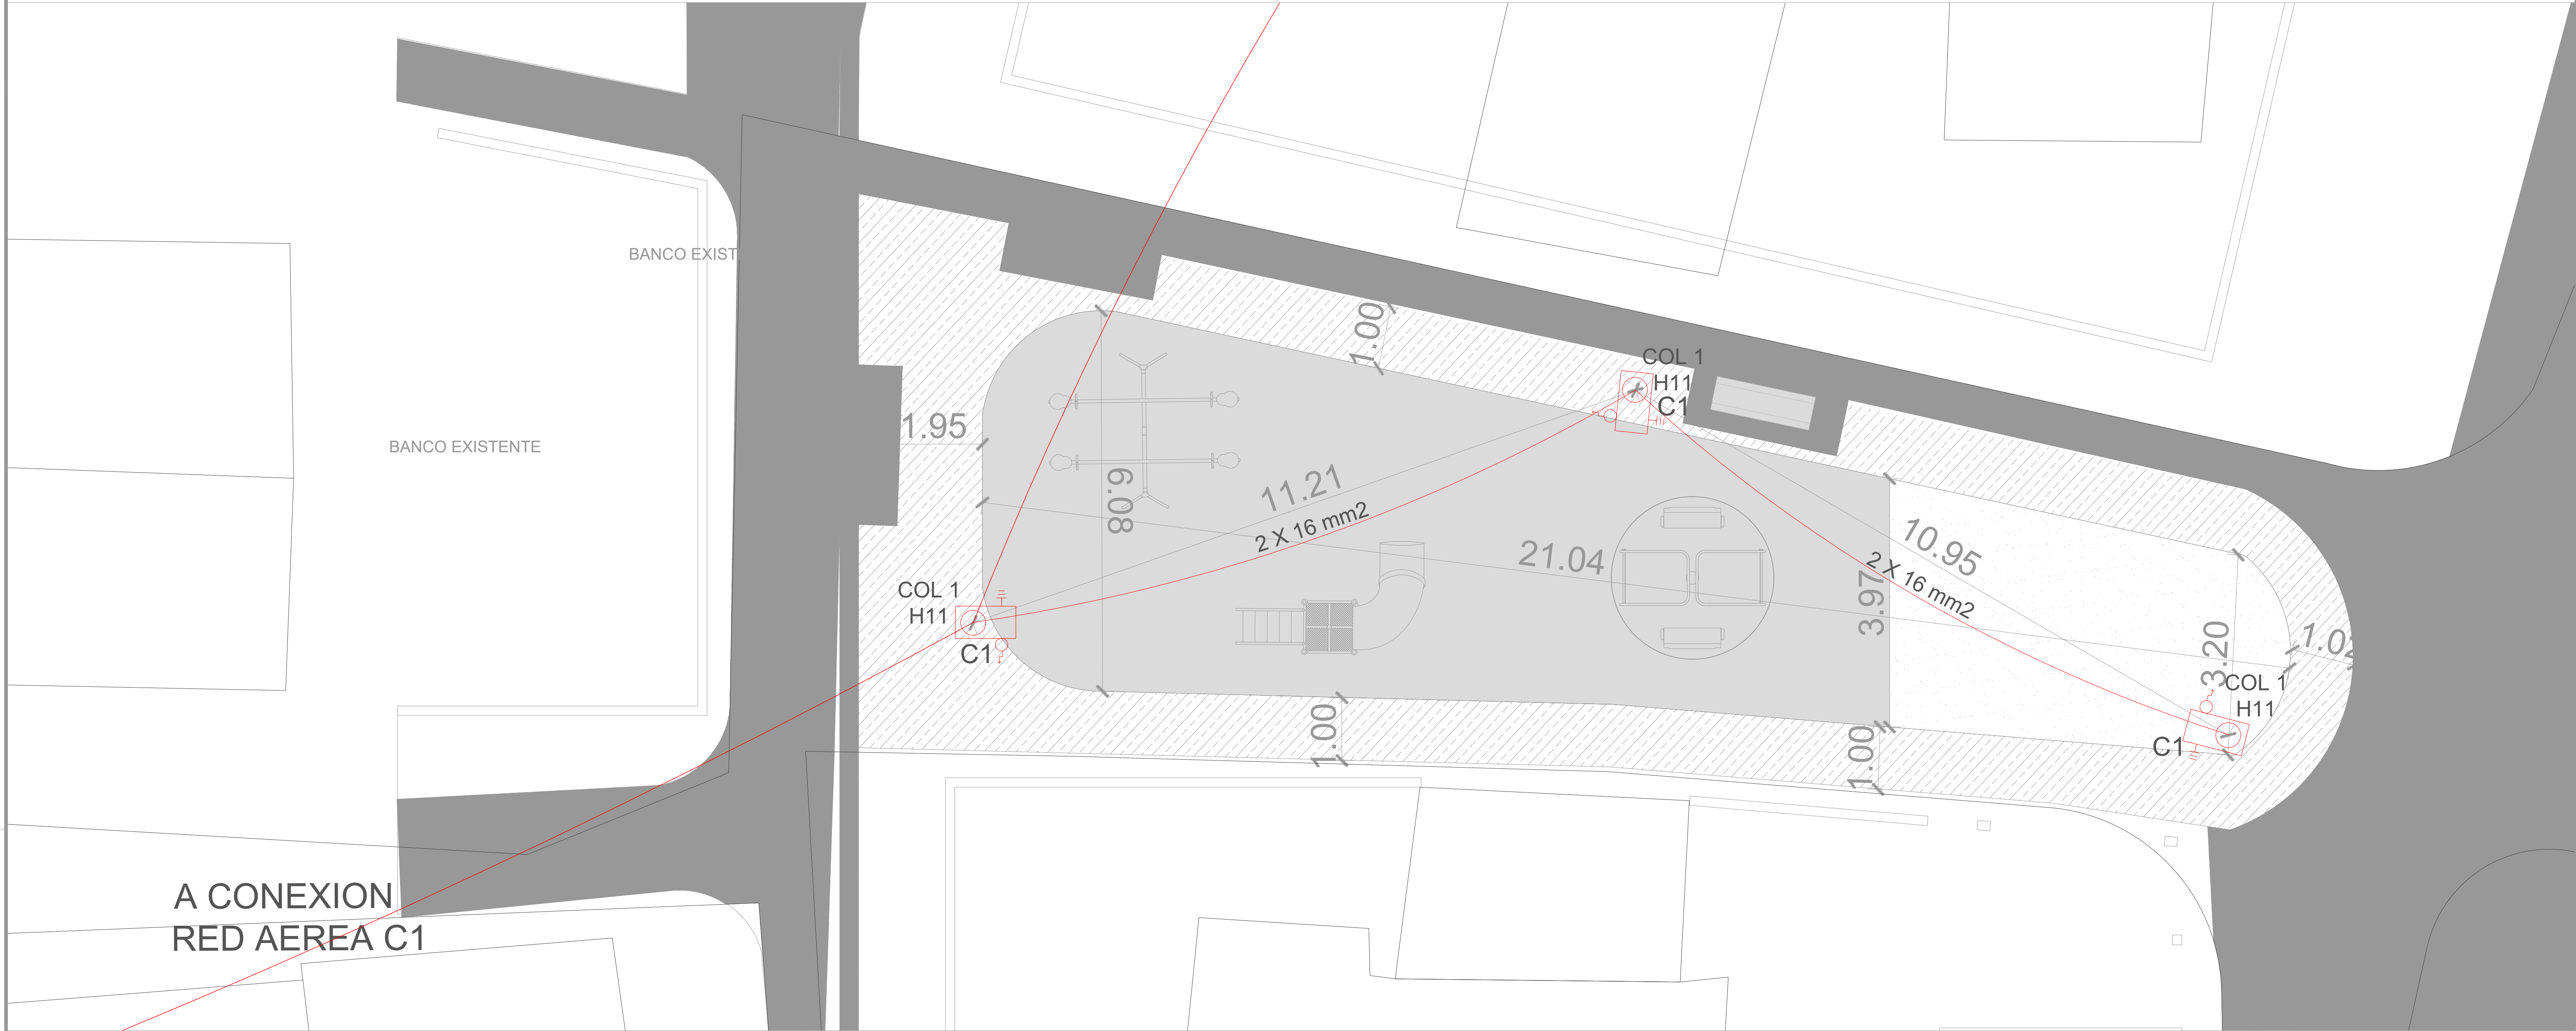 BANCO EXIST
BANCO EXISTENTE
1.00
COL 1
H11
C1
1.95
6.08
11.21
2 X 16 mm2
21.04
10.95
2 X 16 mm2
3.97
COL 1
H11
C1
3.20
1.02
COL 1
H11
C1
1.00
1.00
A CONEXION
RED AEREA C1